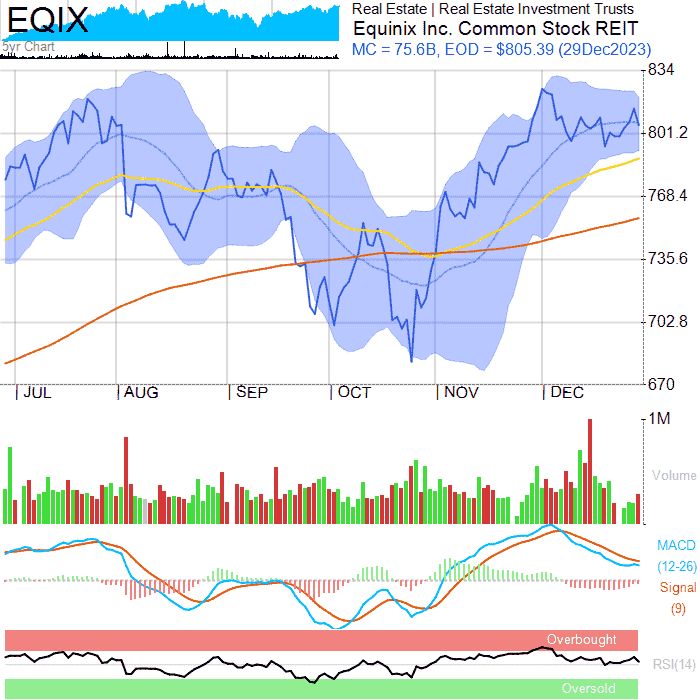 EQIX
5yr Chart
Real Estate | Real Estate Investment Trusts
Equinix Inc. Common Stock REIT
MC = 75.6B, EOD = $805.39 (29Dec2023)
834
801.2
768.4
735.6
702.8
670
JUL AUG SEP OCT NOV DEC
1M
Volume
MACD
(12-26)
Signal
(9)
Overbought
RSI(14)
Oversold